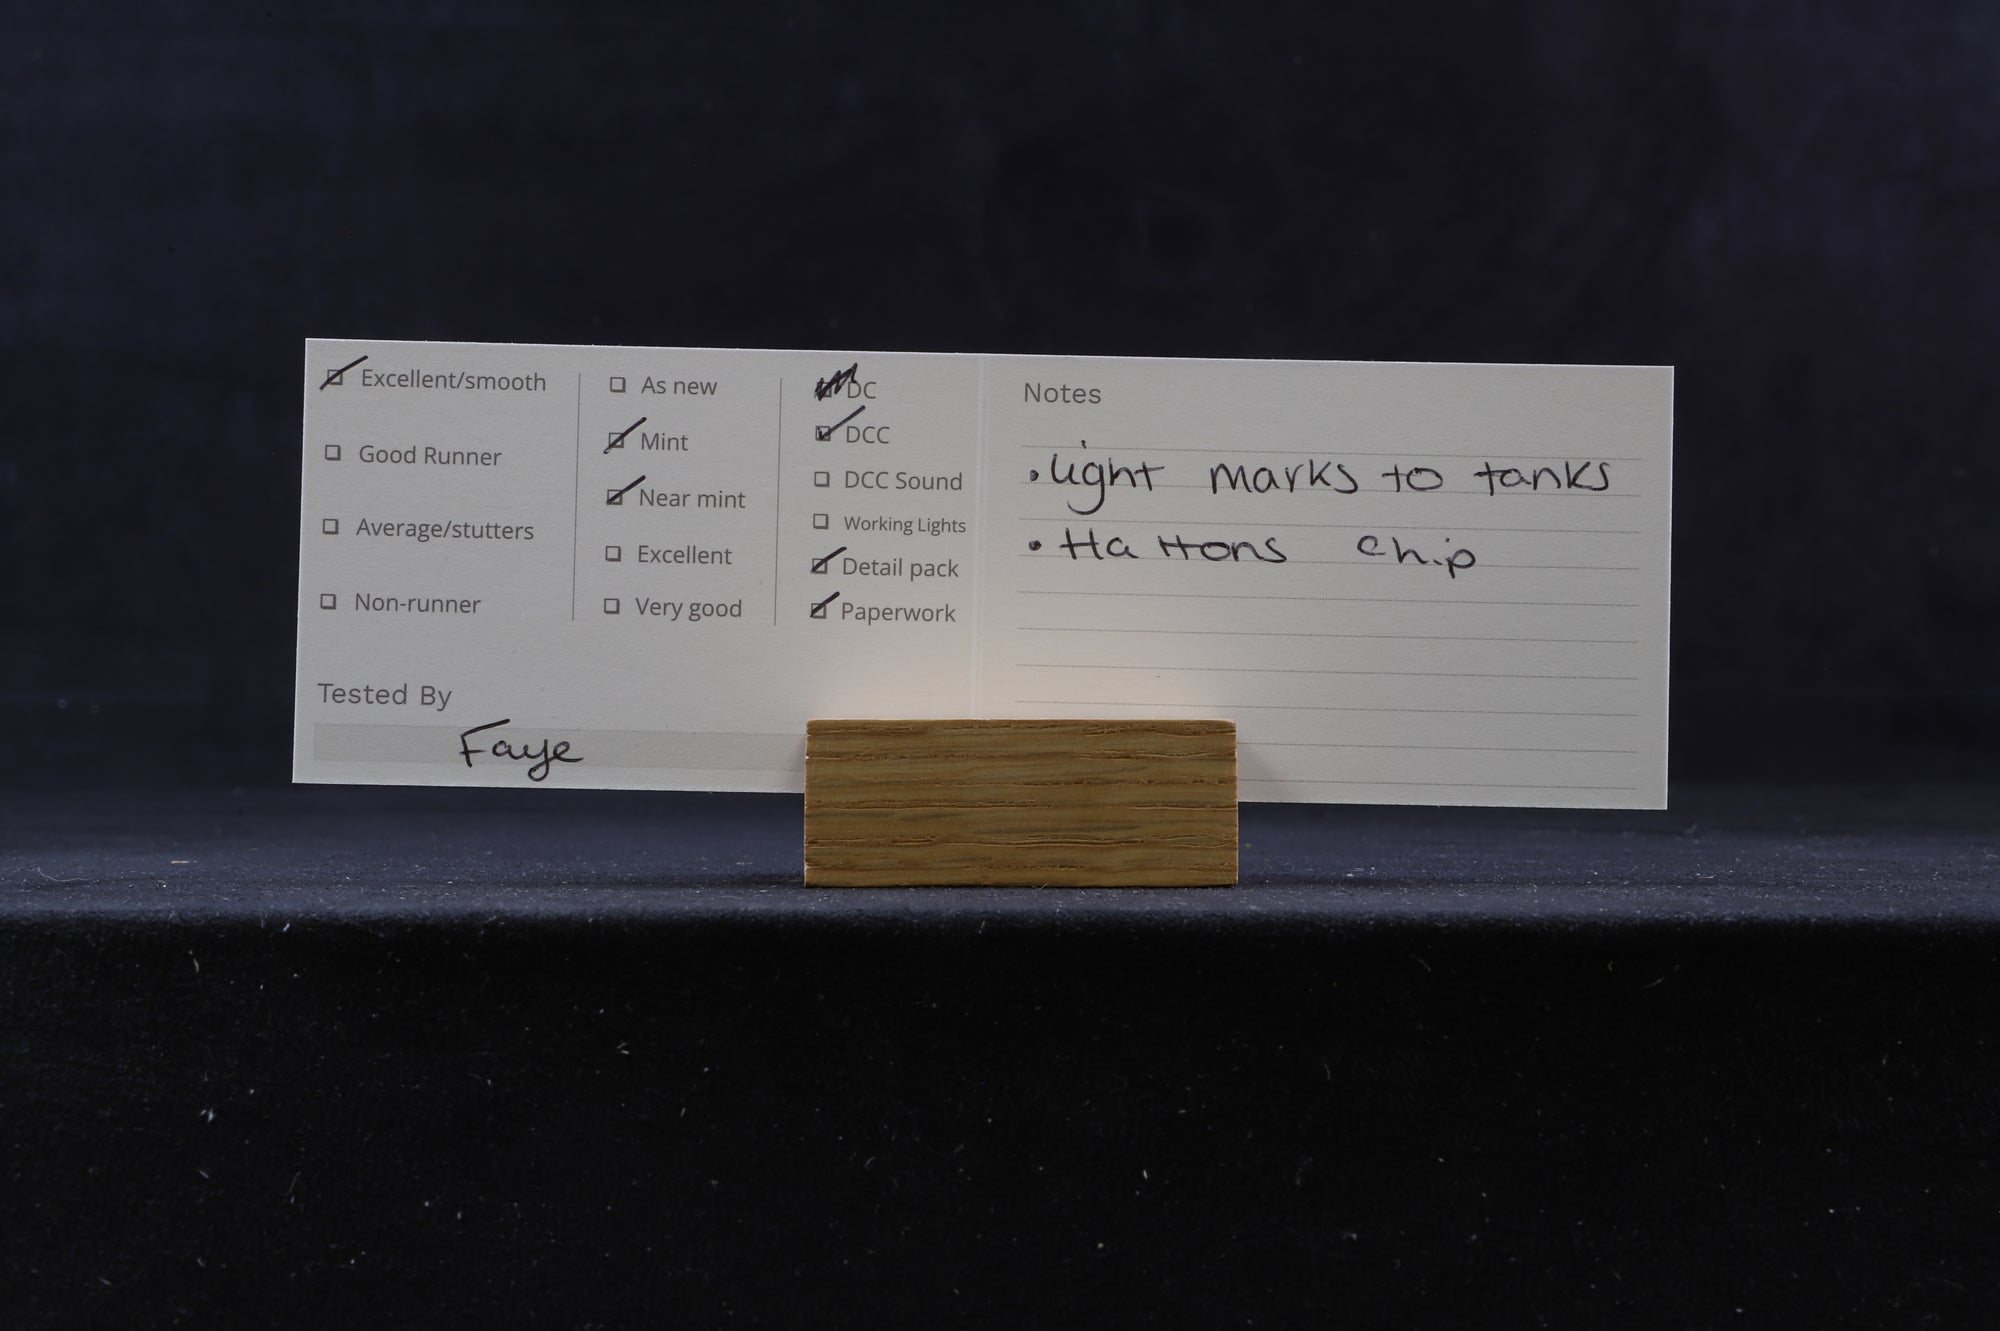 Excellent/smooth
Good Runner
Average/stutters
Non-runner
As new
Mint
Near mint
Excellent
Very good
DC
DCC
DCC Sound
Working Lights
Detail pack
Paperwork
Tested By
Faye
Notes
• light marks to tanks
• Hattons chip